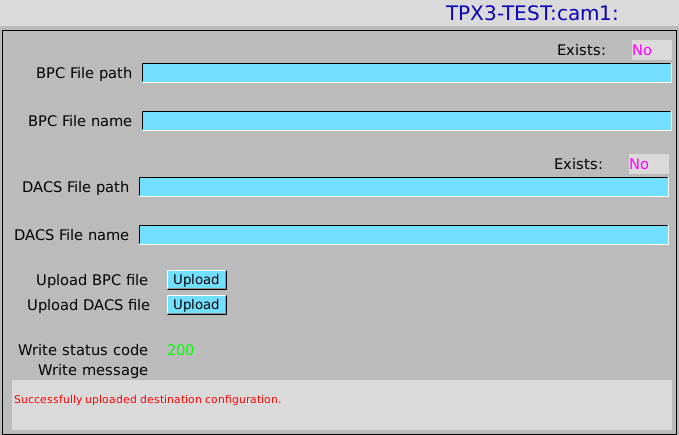 TPX3-TEST:cam1:
Exists: No
BPC File path
BPC File name
Exists: No
DACS File path
DACS File name
Upload BPC file Upload
Upload DACS file Upload
Write status code 200
Write message
Successfully uploaded destination configuration.